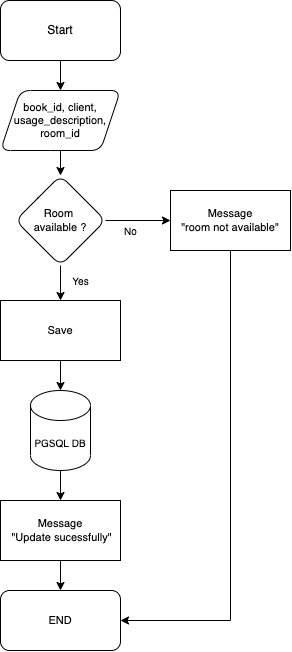 Start
book_id, client,
usage_description,
room_id
Room
available ?
No
Message
"room not available"
Yes
Save
PGSQL DB
Message
"Update sucessfully"
END